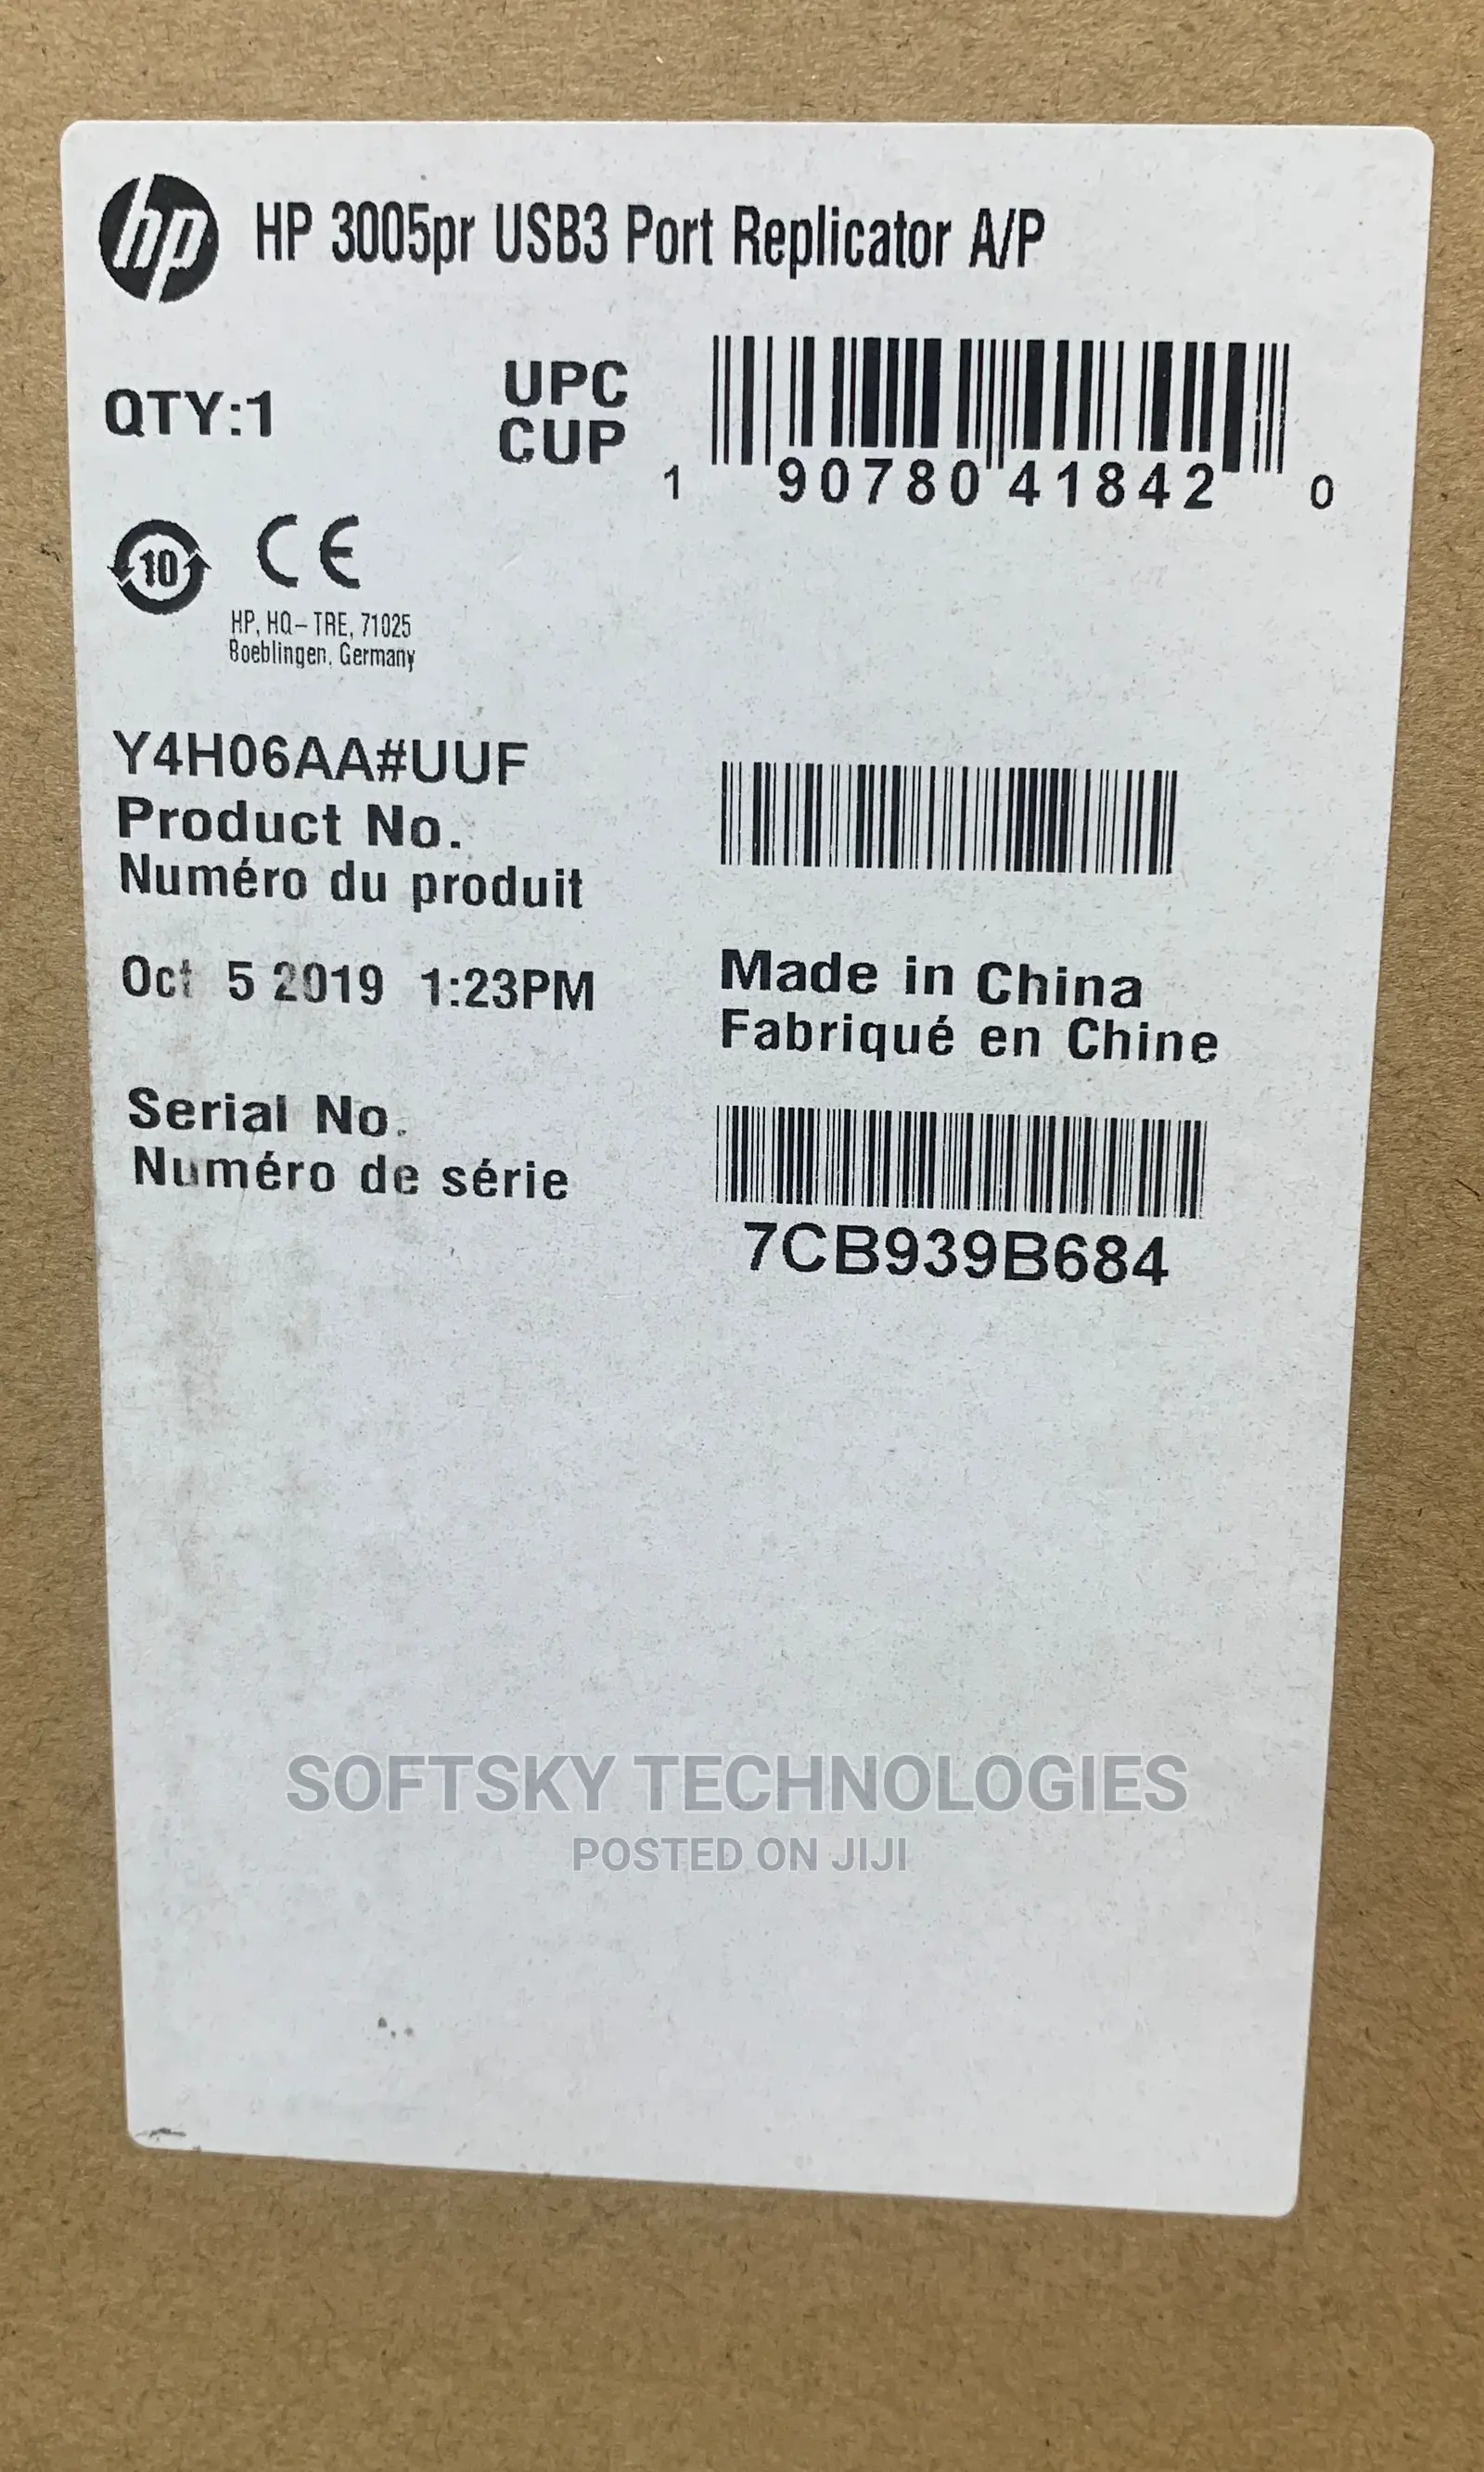 hp
HP 3005pr USB3 Port Replicator A/P
QTY:1
UPC
CUP
1 90780 41842 0
10 CE
HP, HQ-TRE, 71025
Boeblingen, Germany
Y4H06AA#UUF
Product No.
Numéro du produit
Oct 5 2019 1:23PM
Made in China
Fabriqué en Chine
Serial No.
Numéro de série
7CB939B684
SOFTSKY TECHNOLOGIES
POSTED ON JIJI